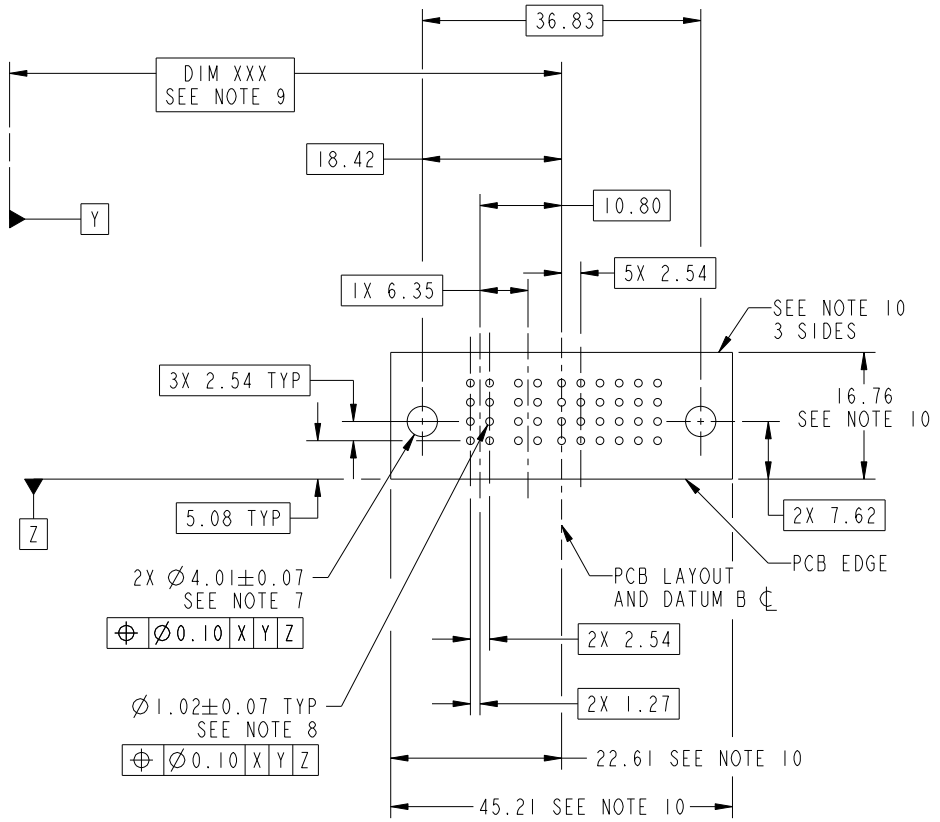 36.83
DIM XXX
SEE NOTE 9
18.42
10.80
Y
5X 2.54
1X 6.35
SEE NOTE 10
3 SIDES
3X 2.54 TYP
16.76
SEE NOTE 10
5.08 TYP
2X 7.62
Z
PCB EDGE
2X Ø4.01±0.07
SEE NOTE 7
PCB LAYOUT
AND DATUM B ℄
⌖ Ø0.10 X Y Z
2X 2.54
Ø1.02±0.07 TYP
SEE NOTE 8
2X 1.27
⌖ Ø0.10 X Y Z
22.61 SEE NOTE 10
45.21 SEE NOTE 10